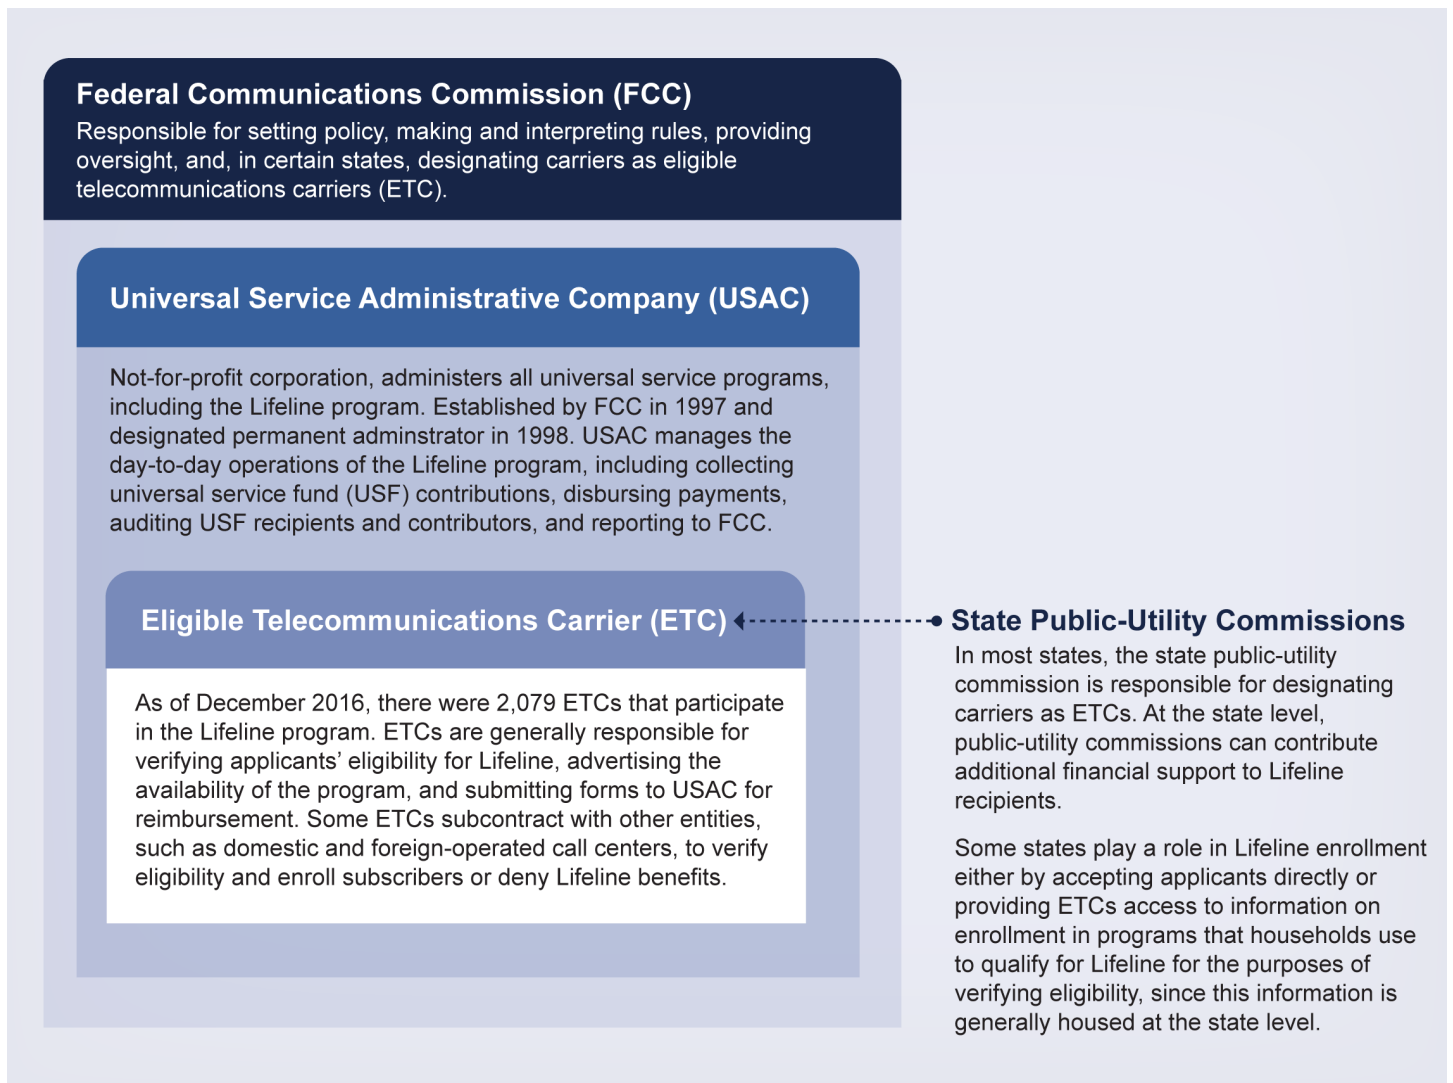 Federal Communications Commission (FCC)
Responsible for setting policy, making and interpreting rules, providing
oversight, and, in certain states, designating carriers as eligible
telecommunications carriers (ETC).
Universal Service Administrative Company (USAC)
Not-for-profit corporation, administers all universal service programs,
including the Lifeline program. Established by FCC in 1997 and
designated permanent adminstrator in 1998. USAC manages the
day-to-day operations of the Lifeline program, including collecting
universal service fund (USF) contributions, disbursing payments,
auditing USF recipients and contributors, and reporting to FCC.
Eligible Telecommunications Carrier (ETC)
As of December 2016, there were 2,079 ETCs that participate
in the Lifeline program. ETCs are generally responsible for
verifying applicants’ eligibility for Lifeline, advertising the
availability of the program, and submitting forms to USAC for
reimbursement. Some ETCs subcontract with other entities,
such as domestic and foreign-operated call centers, to verify
eligibility and enroll subscribers or deny Lifeline benefits.
State Public-Utility Commissions
In most states, the state public-utility
commission is responsible for designating
carriers as ETCs. At the state level,
public-utility commissions can contribute
additional financial support to Lifeline
recipients.
Some states play a role in Lifeline enrollment
either by accepting applicants directly or
providing ETCs access to information on
enrollment in programs that households use
to qualify for Lifeline for the purposes of
verifying eligibility, since this information is
generally housed at the state level.